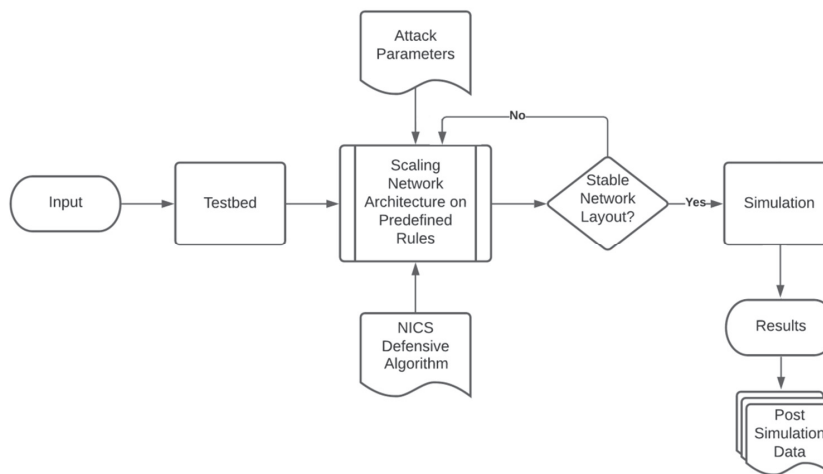 Attack
Parameters
No
Input
Testbed
Scaling
Network
Architecture on
Predefined
Rules
Stable
Network
Layout?
Yes
Simulation
NICS
Defensive
Algorithm
Results
Post
Simulation
Data